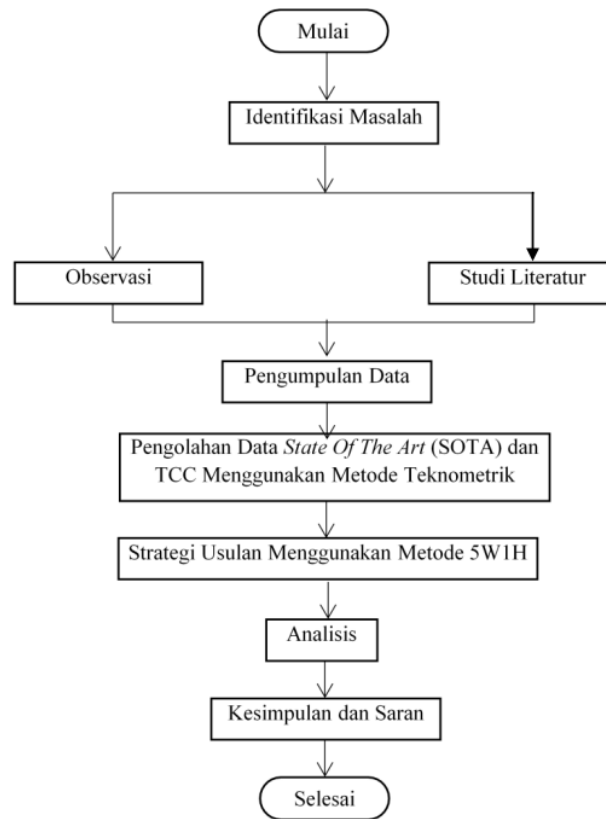 Mulai
Identifikasi Masalah
Observasi
Studi Literatur
Pengumpulan Data
Pengolahan Data State Of The Art (SOTA) dan
TCC Menggunakan Metode Teknometrik
Strategi Usulan Menggunakan Metode 5W1H
Analisis
Kesimpulan dan Saran
Selesai